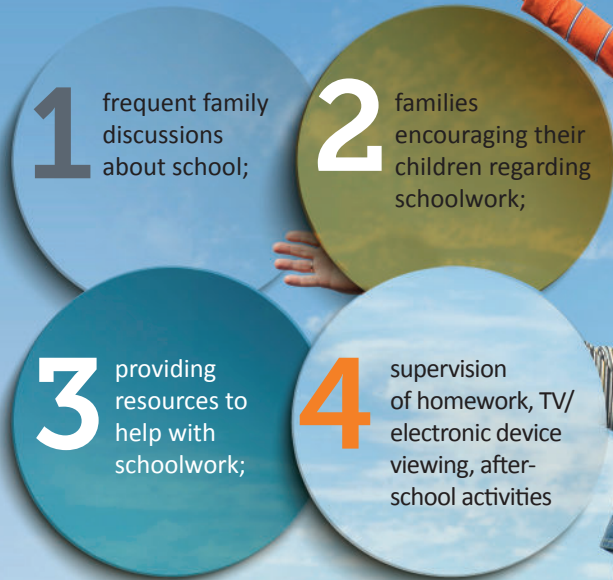 1
frequent family
discussions
about school;
2
families
encouraging their
children regarding
schoolwork;
3
providing
resources to
help with
schoolwork;
4
supervision
of homework, TV/
electronic device
viewing, after-
school activities